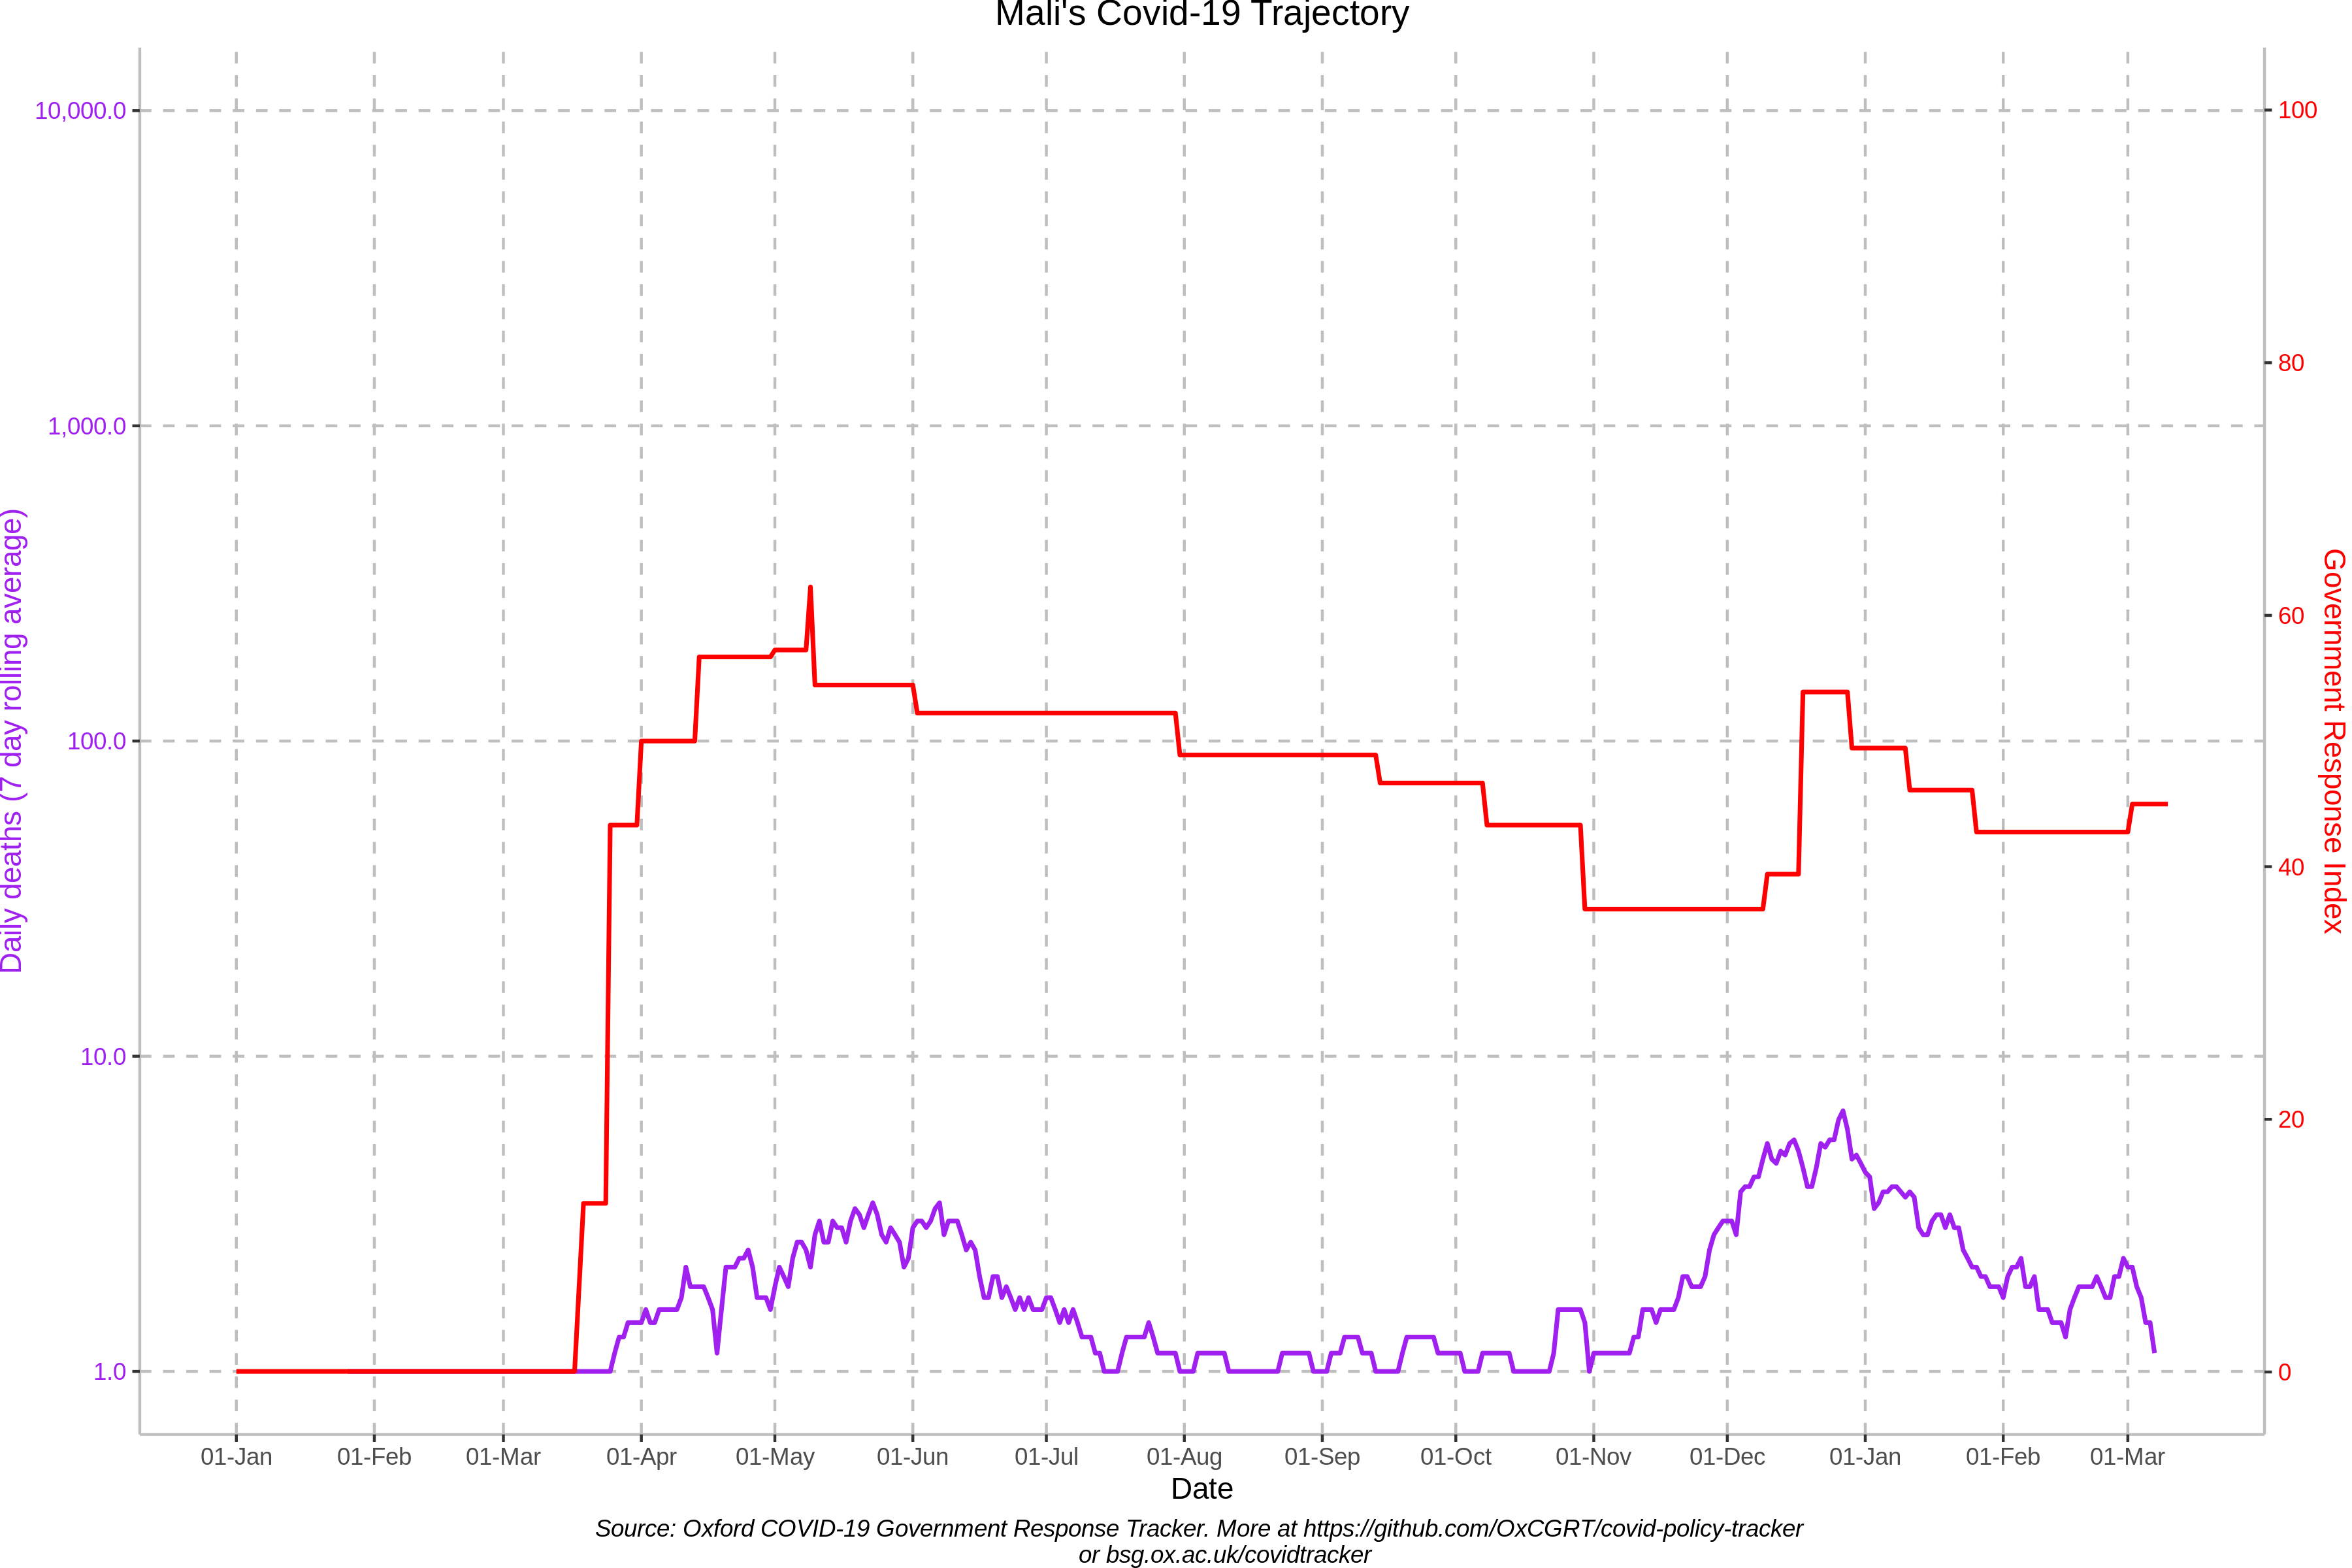 Mali's Covid-19 Trajectory
10,000.0
1,000.0
100.0
10.0
1.0
Daily deaths (7 day rolling average)
100
80
60
40
20
0
Government Response Index
01-Jan 01-Feb 01-Mar 01-Apr 01-May 01-Jun 01-Jul 01-Aug 01-Sep 01-Oct 01-Nov 01-Dec 01-Jan 01-Feb 01-Mar
Date
Source: Oxford COVID-19 Government Response Tracker. More at https://github.com/OxCGRT/covid-policy-tracker
or bsg.ox.ac.uk/covidtracker